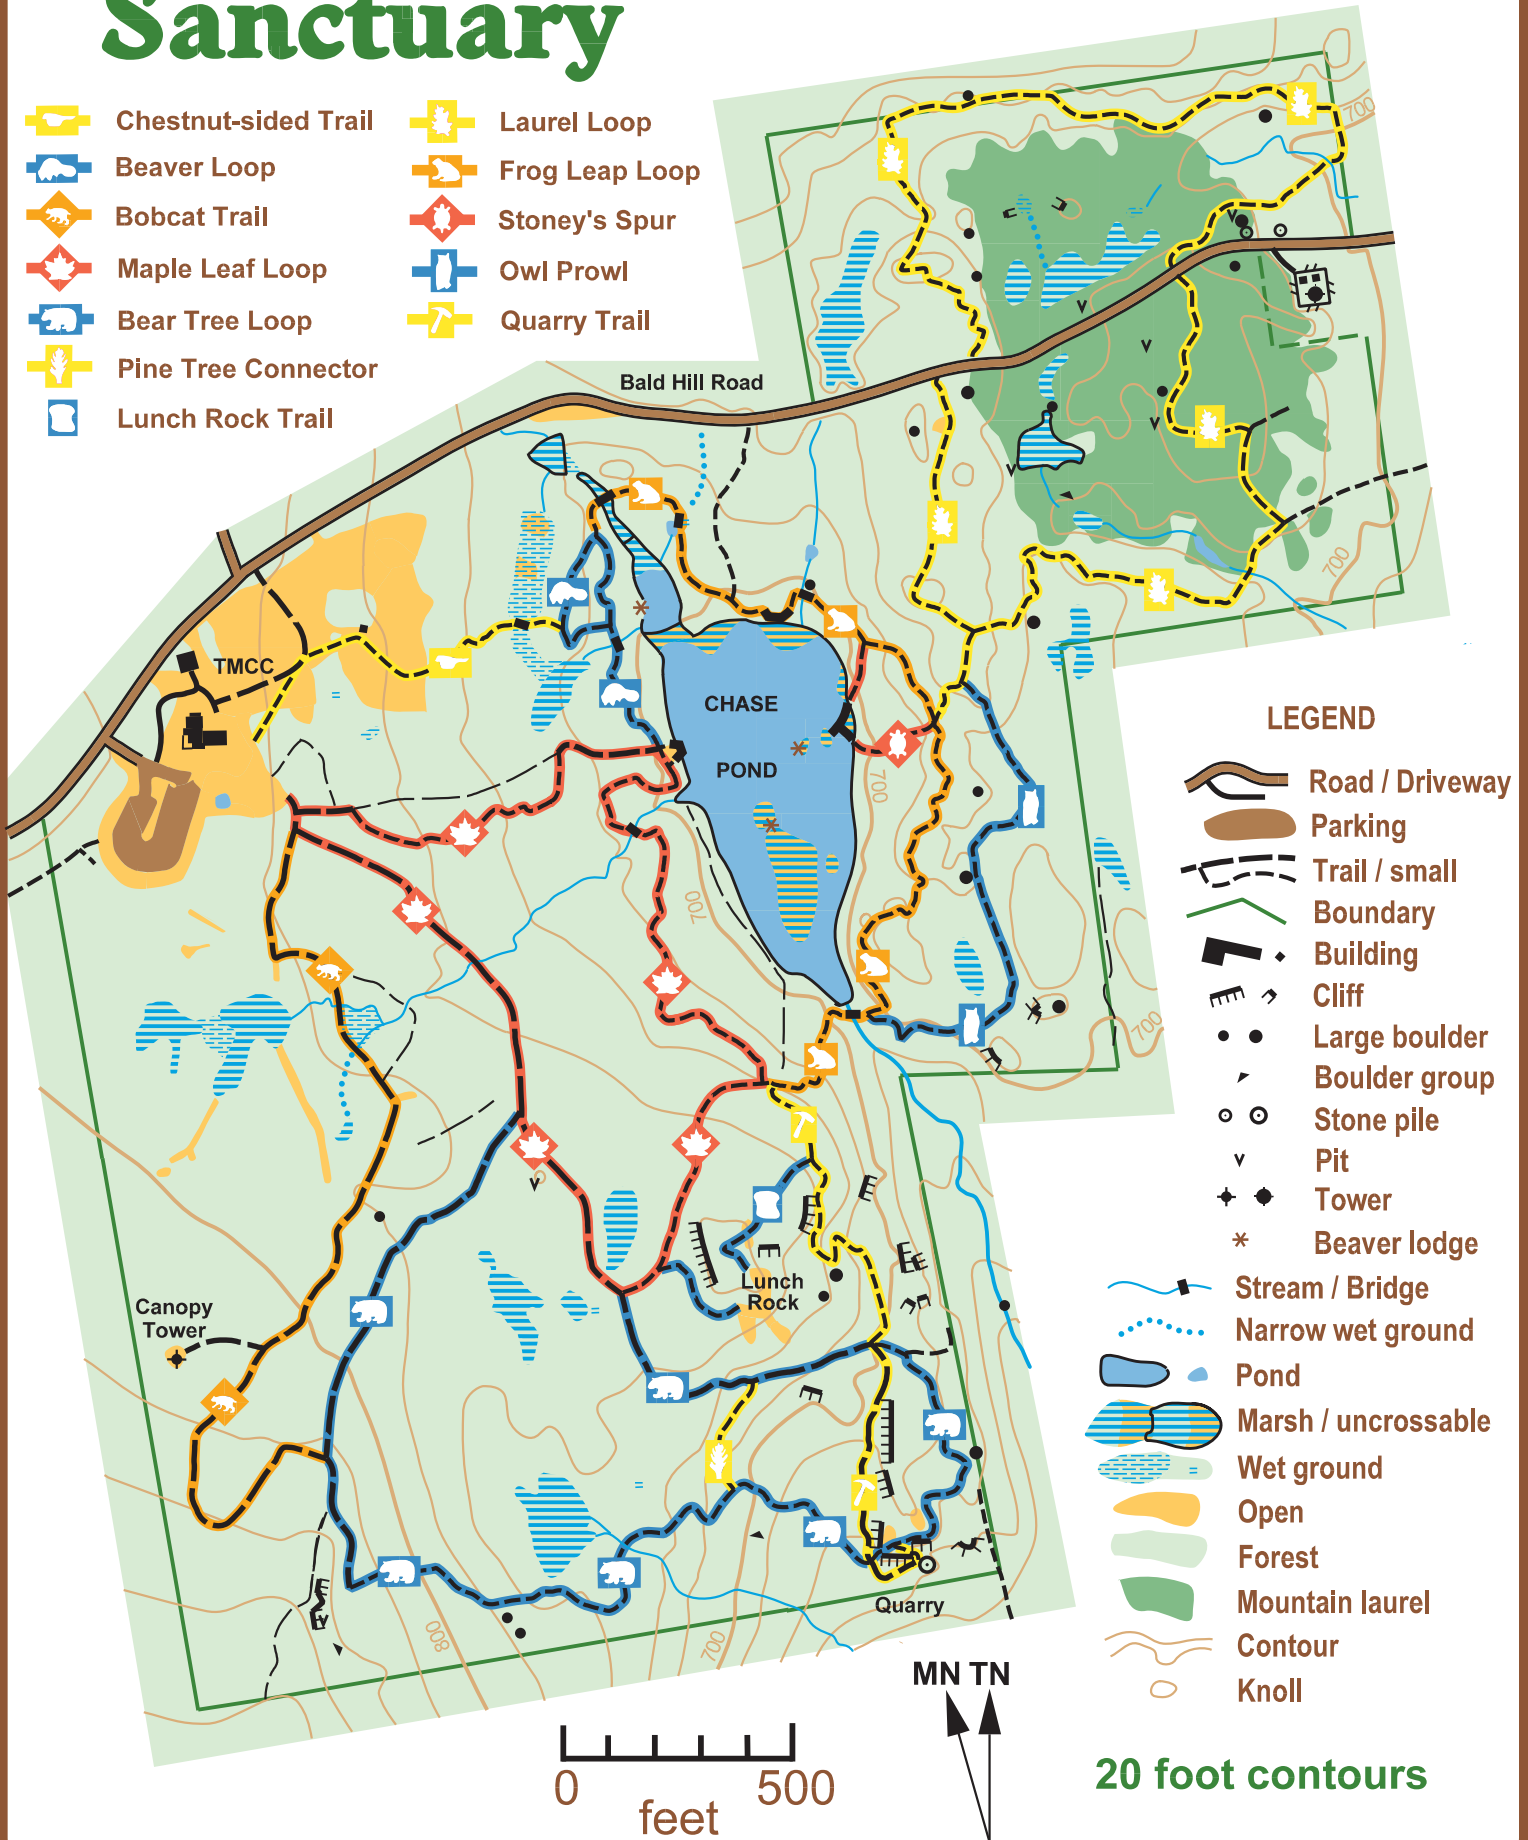 Sanctuary
Chestnut-sided Trail
Beaver Loop
Bobcat Trail
Maple Leaf Loop
Bear Tree Loop
Pine Tree Connector
Lunch Rock Trail
Laurel Loop
Frog Leap Loop
Stoney's Spur
Owl Prowl
Quarry Trail
700
Bald Hill Road
700
TMCC
CHASE
POND
700
700
700
Canopy
Tower
Lunch
Rock
Quarry
800
700
LEGEND
Road / Driveway
Parking
Trail / small
Boundary
Building
Cliff
Large boulder
Boulder group
Stone pile
Pit
Tower
Beaver lodge
Stream / Bridge
Narrow wet ground
Pond
Marsh / uncrossable
Wet ground
Open
Forest
Mountain laurel
Contour
Knoll
MN TN
0 500
feet
20 foot contours